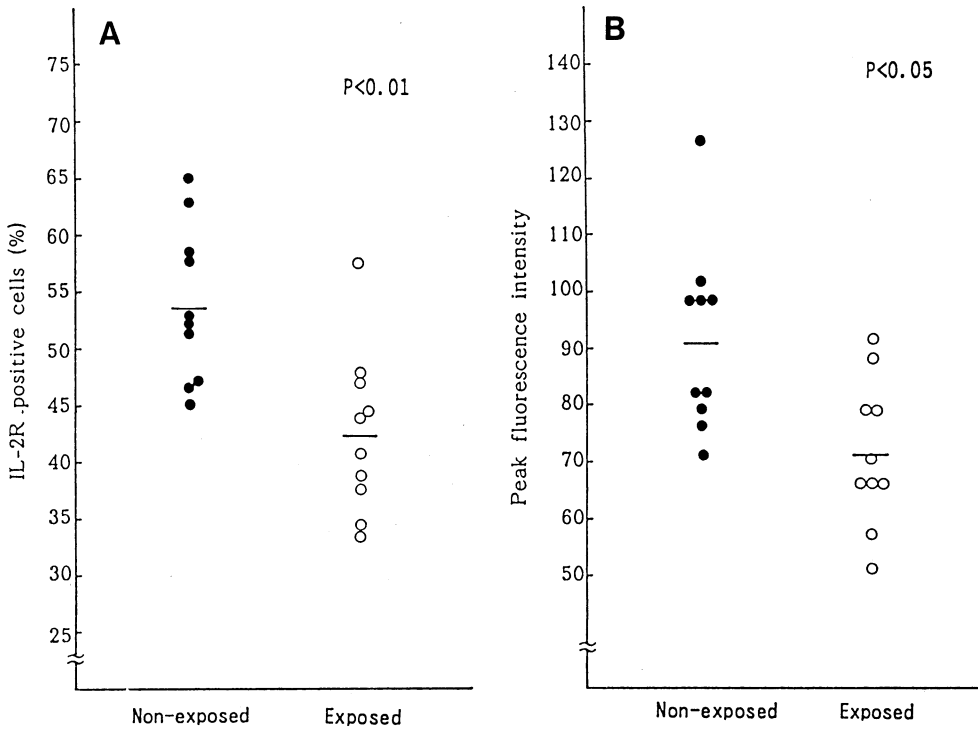 A
P<0.01
75
70
65
60
55
50
45
40
35
30
25
IL-2R positive cells (%)
Non-exposed
Exposed
B
P<0.05
140
130
120
110
100
90
80
70
60
50
Peak fluorescence intensity
Non-exposed
Exposed